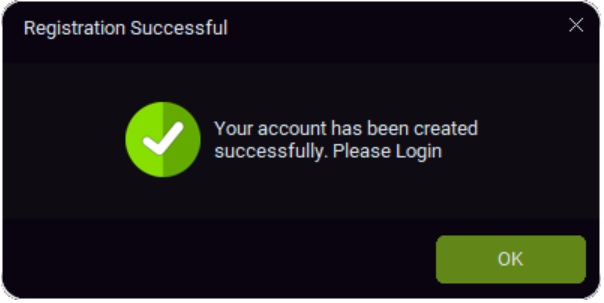 Registration Successful
Your account has been created
successfully. Please Login
OK